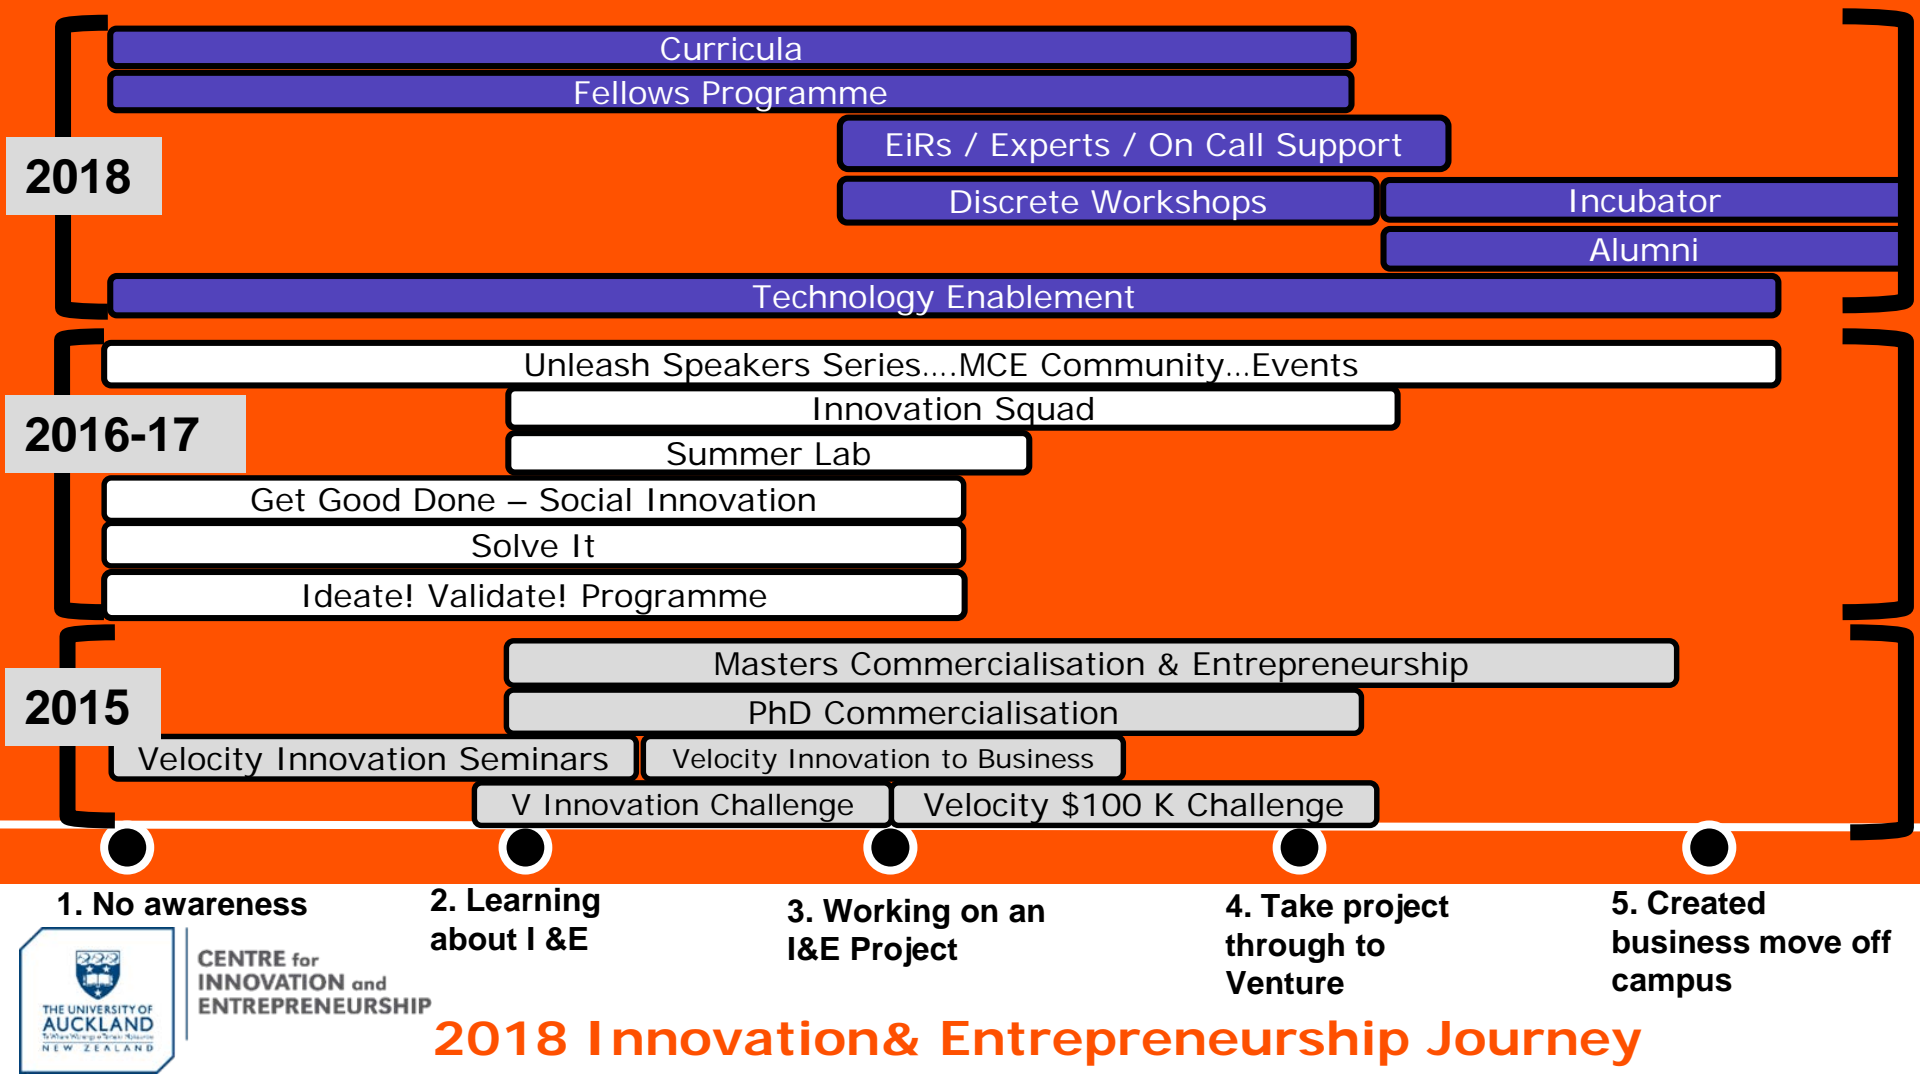 Curricula
Fellows Programme
EiRs / Experts / On Call Support
2018
Discrete Workshops
Incubator
Alumni
Technology Enablement
Unleash Speakers Series....MCE Community...Events
Innovation Squad
2016-17
Summer Lab
Get Good Done – Social Innovation
Solve It
Ideate! Validate! Programme
Masters Commercialisation & Entrepreneurship
2015
PhD Commercialisation
Velocity Innovation Seminars
Velocity Innovation to Business
V Innovation Challenge
Velocity $100 K Challenge
1. No awareness
2. Learning
about I &E
3. Working on an
I&E Project
4. Take project
through to
Venture
5. Created
business move off
campus
THE UNIVERSITY OF
AUCKLAND
NEW ZEALAND
CENTRE for
INNOVATION and
ENTREPRENEURSHIP
2018 Innovation& Entrepreneurship Journey